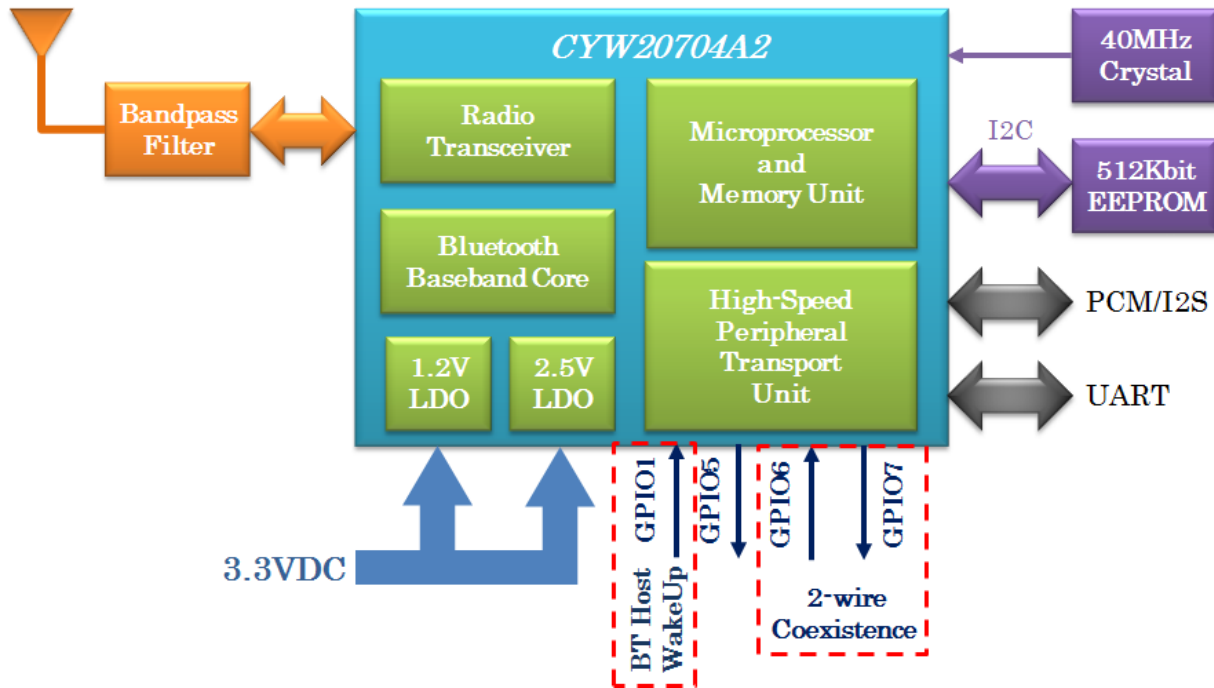 CYW20704A2
40MHz
Crystal
Bandpass
Filter
Radio
Transceiver
Microprocessor
and
Memory Unit
I2C
512Kbit
EEPROM
Bluetooth
Baseband Core
High-Speed
Peripheral
Transport
Unit
PCM/I2S
1.2V
LDO
2.5V
LDO
UART
3.3VDC
BT Host GPIO1
WakeUp
GPIO5
GPIO6
GPIO7
2-wire
Coexistence